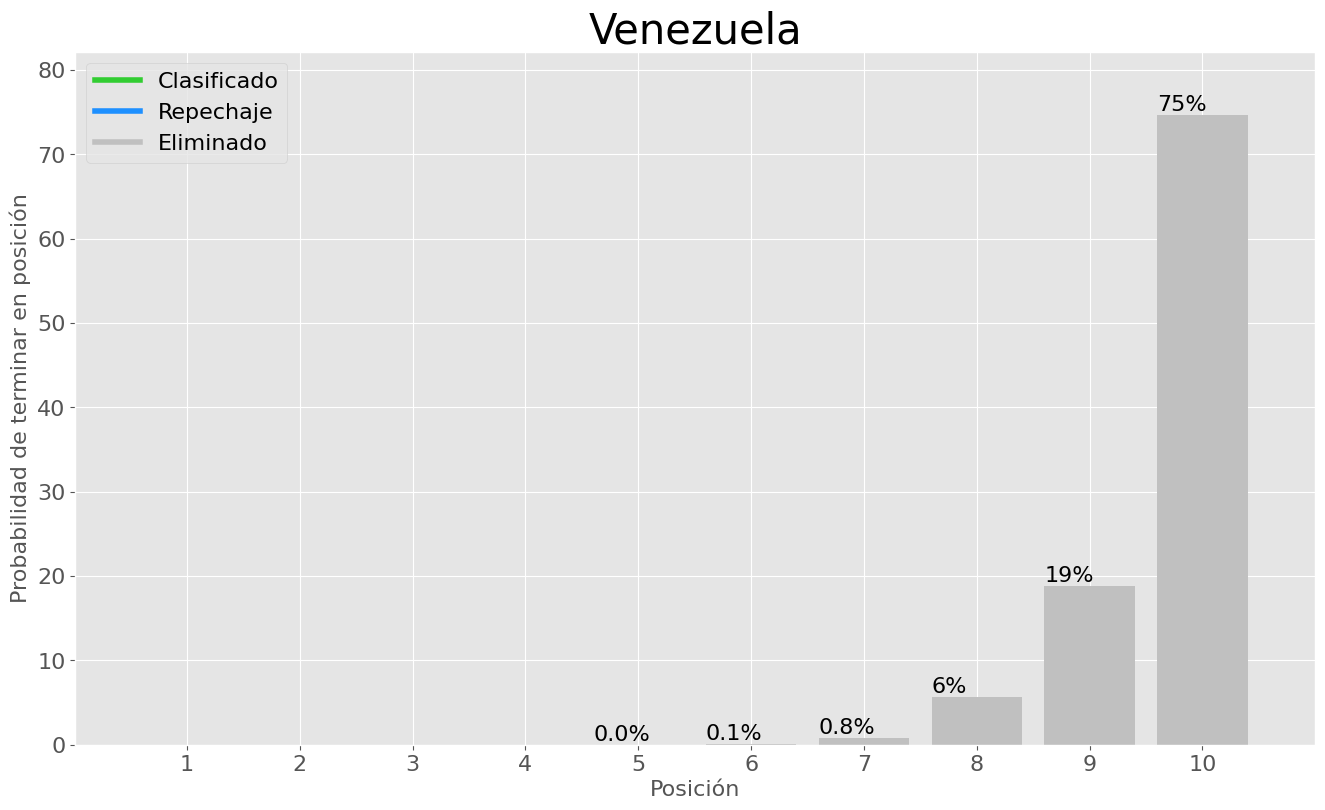 Venezuela
Clasificado
Repechaje
Eliminado
Probabilidad de terminar en posición
80
70
60
50
40
30
20
10
0
0.0%
0.1%
0.8%
6%
19%
75%
1 2 3 4 5 6 7 8 9 10
Posición